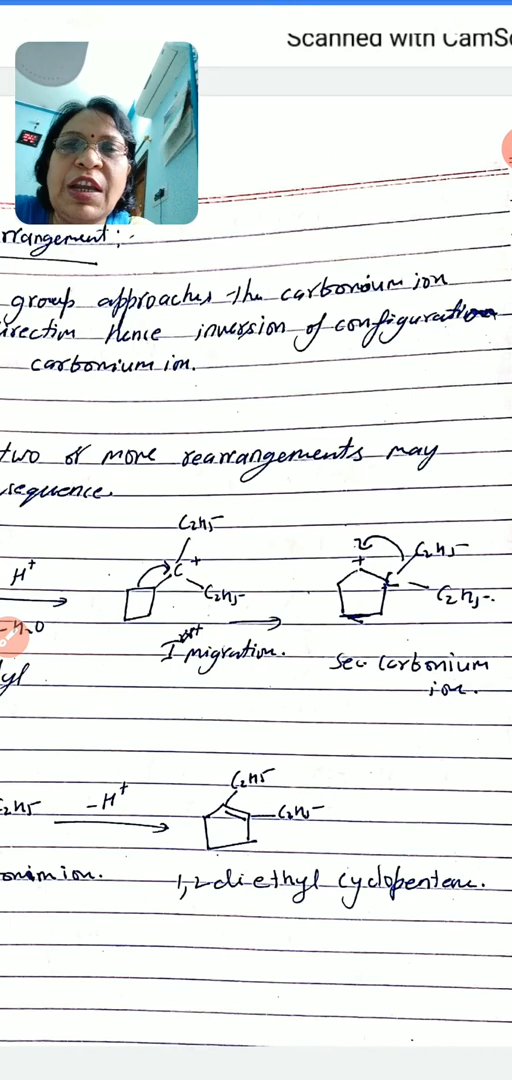 Scanned with CamSc
rrangement :-
group approaches the carbonium ion
irection Hence inversion of configuration
carbonium ion.
two or more rearrangements may
sequence.
C2H5
H+
C+
C2H5
+
C
C2H5
C2H5
-H2O
Ist migration.
sec carbonium
ion.
yl
C2H5
C2H5
-H+
C2H5
onium ion.
1,2 diethyl cyclopentene.